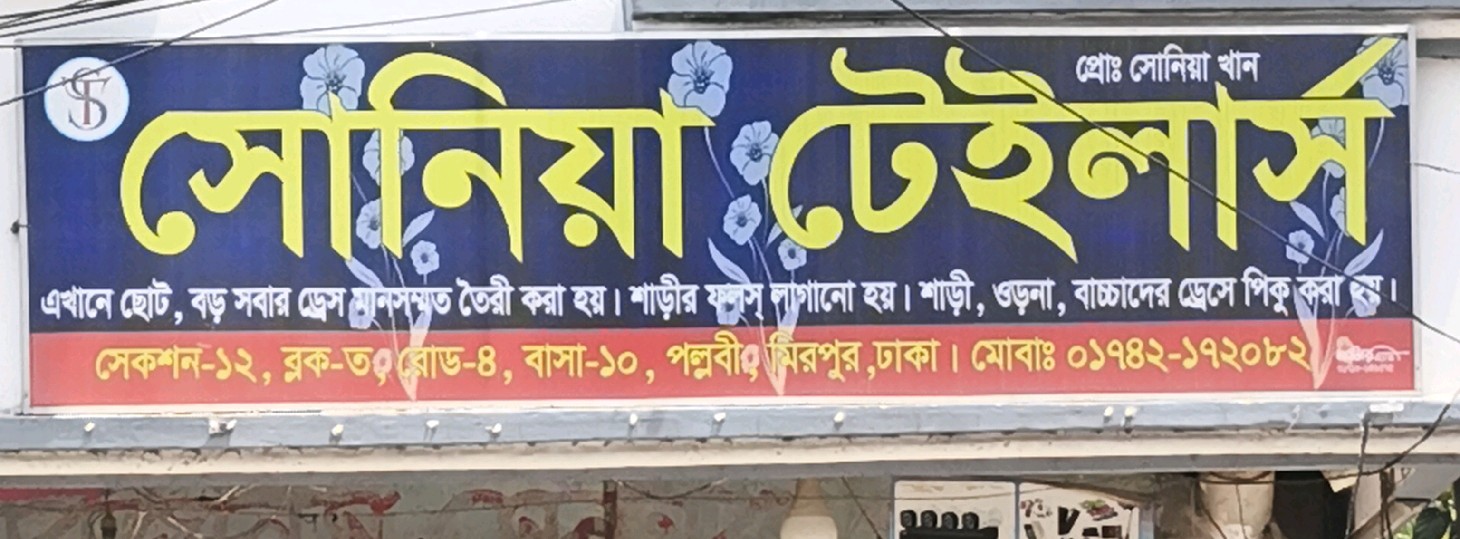 প্রোঃ সোনিয়া খান
সোনিয়া টেইলার্স
এখানে ছোট, বড় সবার ড্রেস মানসম্মত তৈরী করা হয়। শাড়ীর ফলস্ লাগানো হয়। শাড়ী, ওড়না, বাচ্চাদের ড্রেসে পিকু করা হয়।
সেকশন-১২, ব্লক-ত, রোড-৪, বাসা-১০, পল্লবী, মিরপুর,ঢাকা। মোবাঃ ০১৭৪২-১৭২০৮২